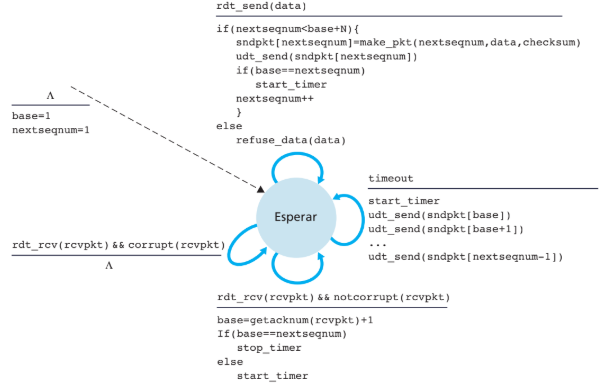 rdt_send(data)
if(nextseqnum<base+N){
sndpkt[nextseqnum]=make_pkt(nextseqnum,data,checksum)
udt_send(sndpkt[nextseqnum])
if(base==nextseqnum)
start_timer
nextseqnum++
}
else
refuse_data(data)
Λ
base=1
nextseqnum=1
Esperar
timeout
start_timer
udt_send(sndpkt[base])
udt_send(sndpkt[base+1])
...
udt_send(sndpkt[nextseqnum-1])
rdt_rcv(rcvpkt) && corrupt(rcvpkt)
Λ
rdt_rcv(rcvpkt) && notcorrupt(rcvpkt)
base=getacknum(rcvpkt)+1
If(base==nextseqnum)
stop_timer
else
start_timer